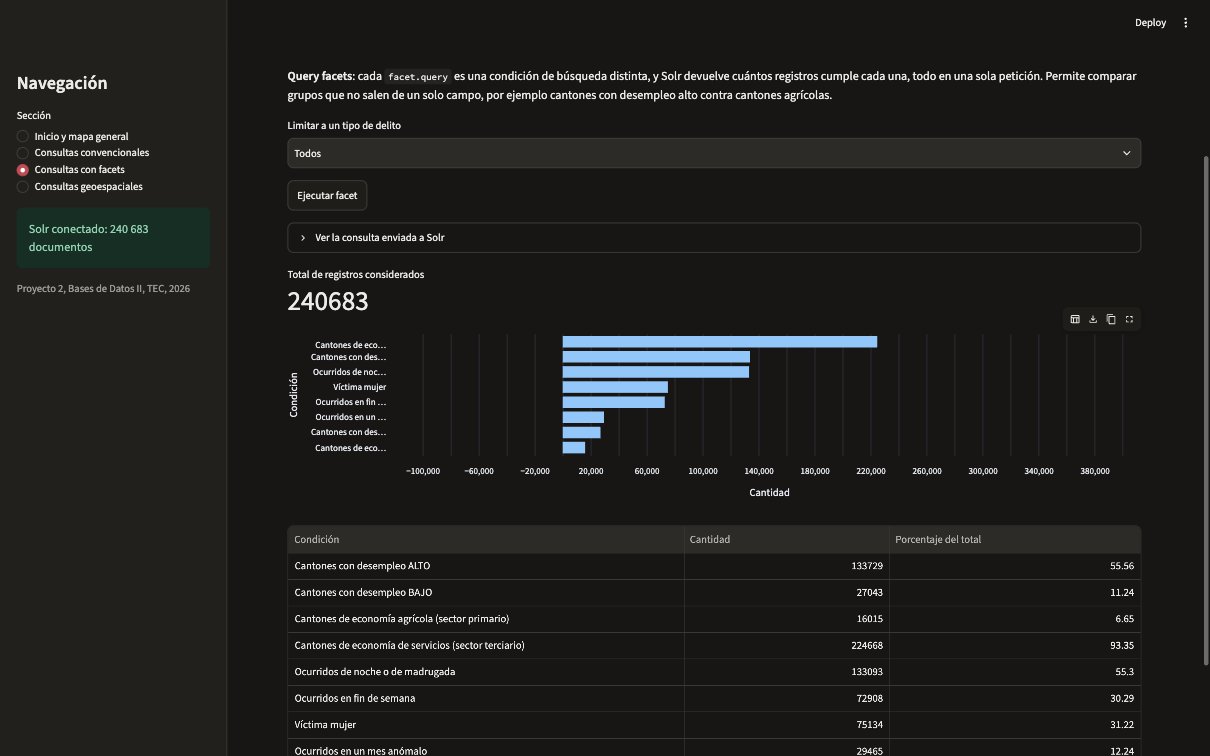 Deploy
Navegación
Sección
Inicio y mapa general
Consultas convencionales
Consultas con facets
Consultas geoespaciales
Solr conectado: 240 683
documentos
Proyecto 2, Bases de Datos II, TEC, 2026
Query facets: cada facet.query es una condición de búsqueda distinta, y Solr devuelve cuántos registros cumple cada una, todo en una sola petición. Permite comparar
grupos que no salen de un solo campo, por ejemplo cantones con desempleo alto contra cantones agrícolas.
Limitar a un tipo de delito
Todos
Ejecutar facet
Ver la consulta enviada a Solr
Total de registros considerados
240683
Condición
Cantones de eco...
Cantones con des...
Ocurridos de noc...
Víctima mujer
Ocurridos en fin ...
Ocurridos en un ...
Cantones con des...
Cantones de eco...
−100,000 −60,000 −20,000 20,000 60,000 100,000 140,000 180,000 220,000 260,000 300,000 340,000 380,000
Cantidad
Condición Cantidad Porcentaje del total
Cantones con desempleo ALTO 133729 55.56
Cantones con desempleo BAJO 27043 11.24
Cantones de economía agrícola (sector primario) 16015 6.65
Cantones de economía de servicios (sector terciario) 224668 93.35
Ocurridos de noche o de madrugada 133093 55.3
Ocurridos en fin de semana 72908 30.29
Víctima mujer 75134 31.22
Ocurridos en un mes anómalo 29465 12.24